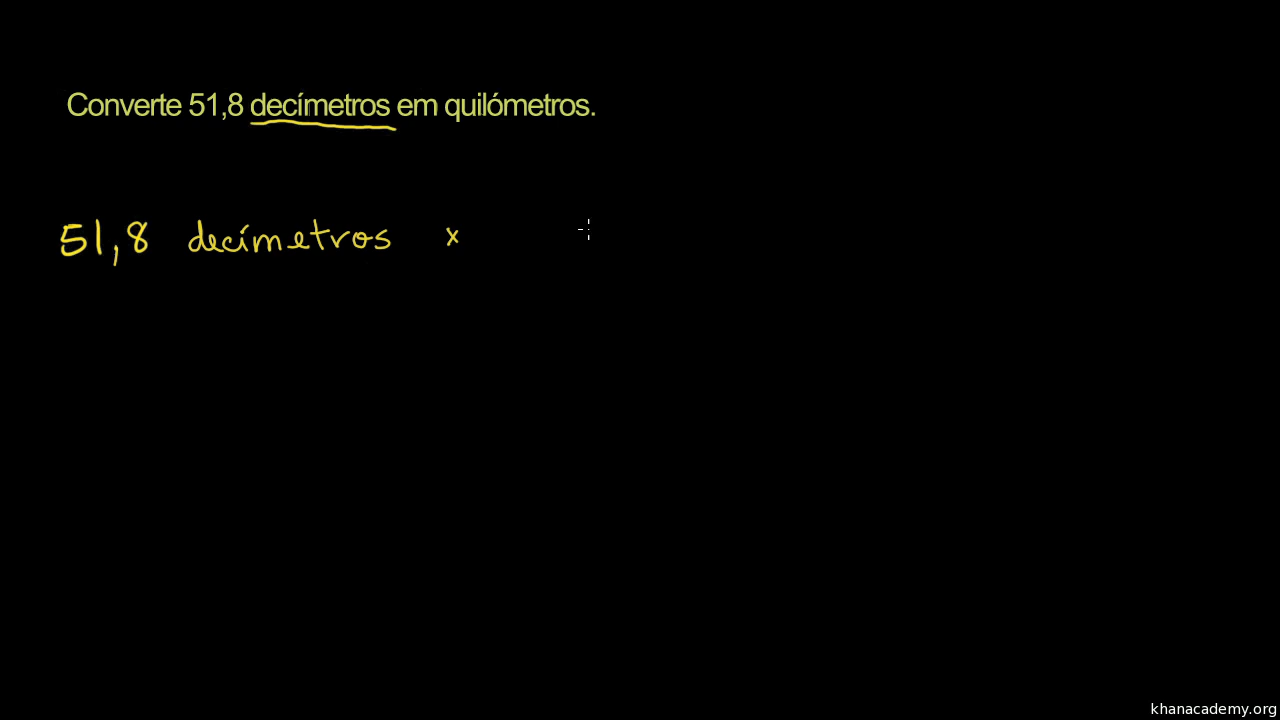 Converte 51,8 decímetros em quilómetros.
51,8 decímetros x
khanacademy.org